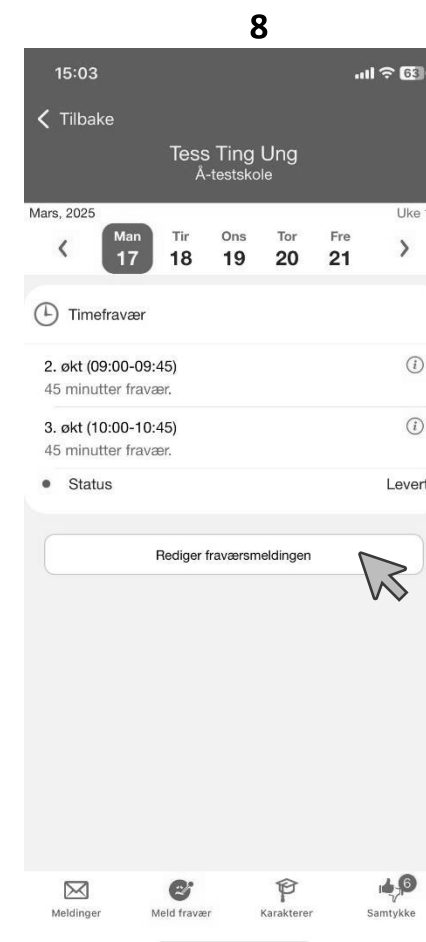 8
15:03 63
Tilbake
Tess Ting Ung
Å-testskole
Mars, 2025 Uke
Man Tir Ons Tor Fre
17 18 19 20 21
Timefravær
2. økt (09:00-09:45)
45 minutter fravær.
3. økt (10:00-10:45)
45 minutter fravær.
Status Levert
Rediger fraværsmeldingen
6
Meldinger Meld fravær Karakterer Samtykke